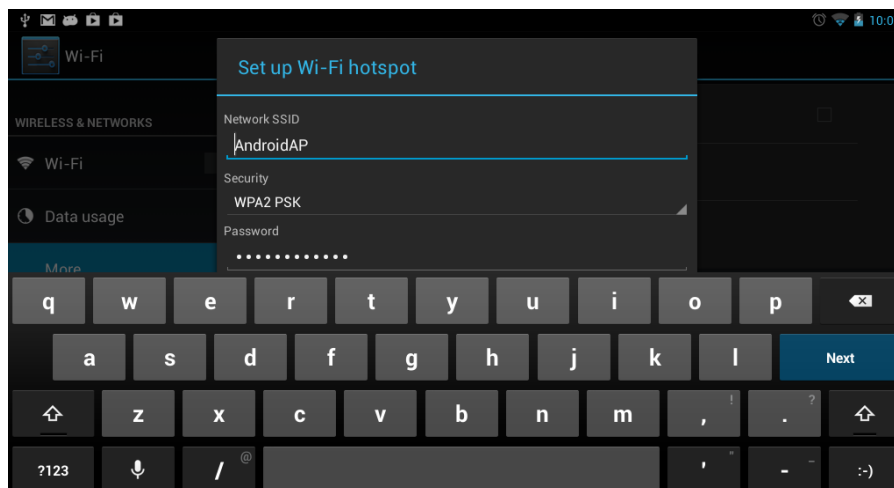 10:0
Wi-Fi
Set up Wi-Fi hotspot
WIRELESS & NETWORKS
Wi-Fi
Data usage
More
Network SSID
AndroidAP
Security
WPA2 PSK
Password
••••••••••••
q w e r t y u i o p
a s d f g h j k l Next
z x c v b n m , ! . ?
?123 / @ ' " - _ :-)